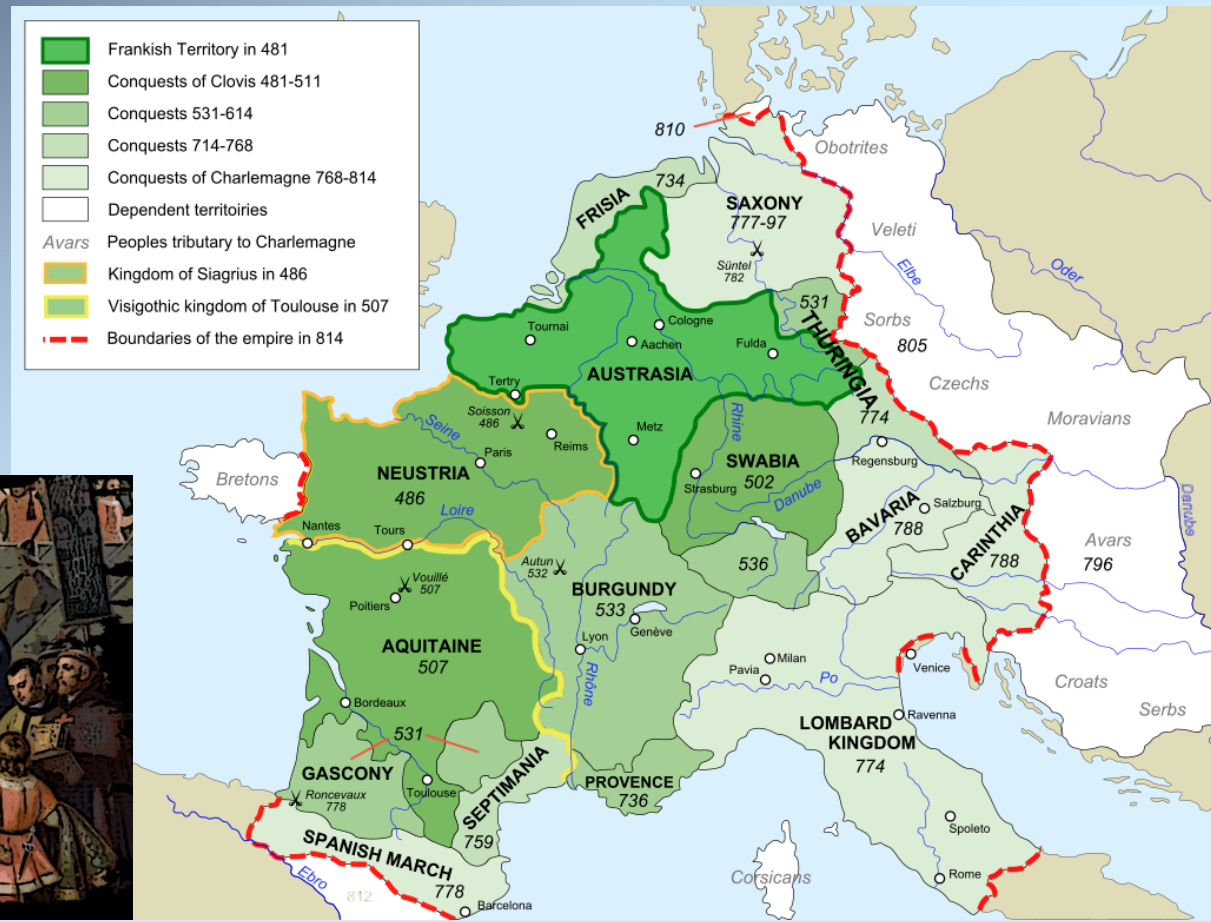 Frankish Territory in 481
Conquests of Clovis 481-511
Conquests 531-614
Conquests 714-768
Conquests of Charlemagne 768-814
Dependent territoiries
Avars Peoples tributary to Charlemagne
Kingdom of Siagrius in 486
Visigothic kingdom of Toulouse in 507
Boundaries of the empire in 814
810
Obotrites
734
FRISIA
SAXONY
777-97
Süntel
782
Veleti
Elbe
Oder
531
THURINGIA
Sorbs
805
Tournai
Cologne
Aachen
Fulda
AUSTRASIA
Czechs
Moravians
Tertry
Soisson
486
Seine
Reims
Metz
Rhine
774
Regensburg
Paris
NEUSTRIA
486
SWABIA
502
Strasburg
Danube
Bretons
Nantes
Tours
Loire
Salzburg
BAVARIA
788
CARINTHIA
788
Danube
Avars
796
Autun
532
536
Vouillé
507
Poitiers
BURGUNDY
533
Genève
Lyon
Rhône
AQUITAINE
507
Milan
Pavia
Po
Venice
Croats
Serbs
Bordeaux
531
GASCONY
Toulouse
Roncevaux
778
SEPTIMANIA
759
PROVENCE
736
LOMBARD
KINGDOM
774
Ravenna
Spoleto
Rome
SPANISH MARCH
778
Ebro
812
Barcelona
Corsicans